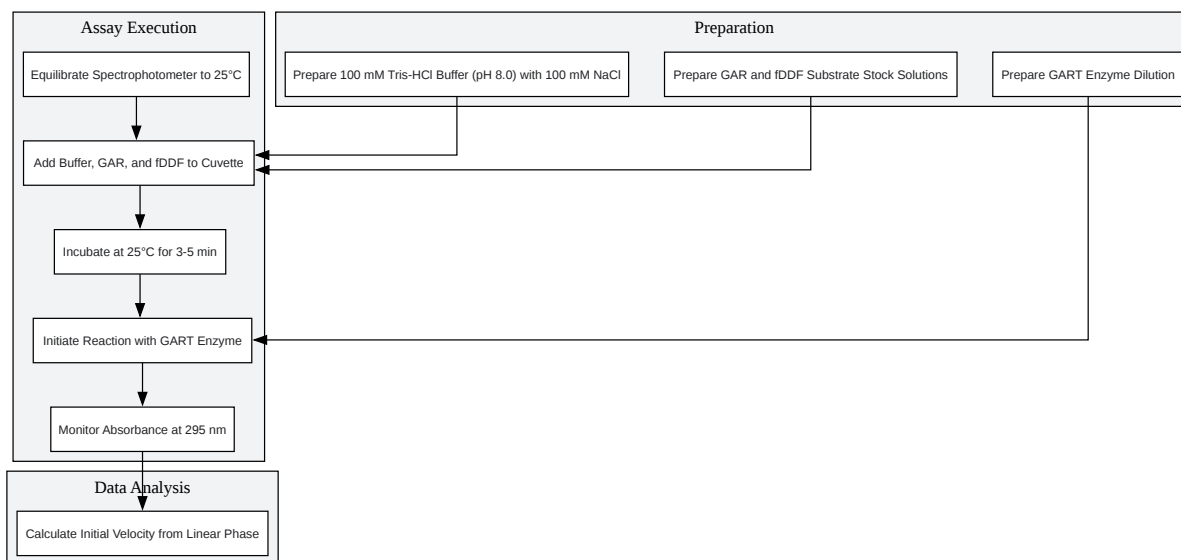 Assay Execution
Preparation
Equilibrate Spectrophotometer to 25°C
Prepare 100 mM Tris-HCl Buffer (pH 8.0) with 100 mM NaCl
Prepare GAR and fDDF Substrate Stock Solutions
Prepare GART Enzyme Dilution
Add Buffer, GAR, and fDDF to Cuvette
Incubate at 25°C for 3-5 min
Initiate Reaction with GART Enzyme
Monitor Absorbance at 295 nm
Data Analysis
Calculate Initial Velocity from Linear Phase